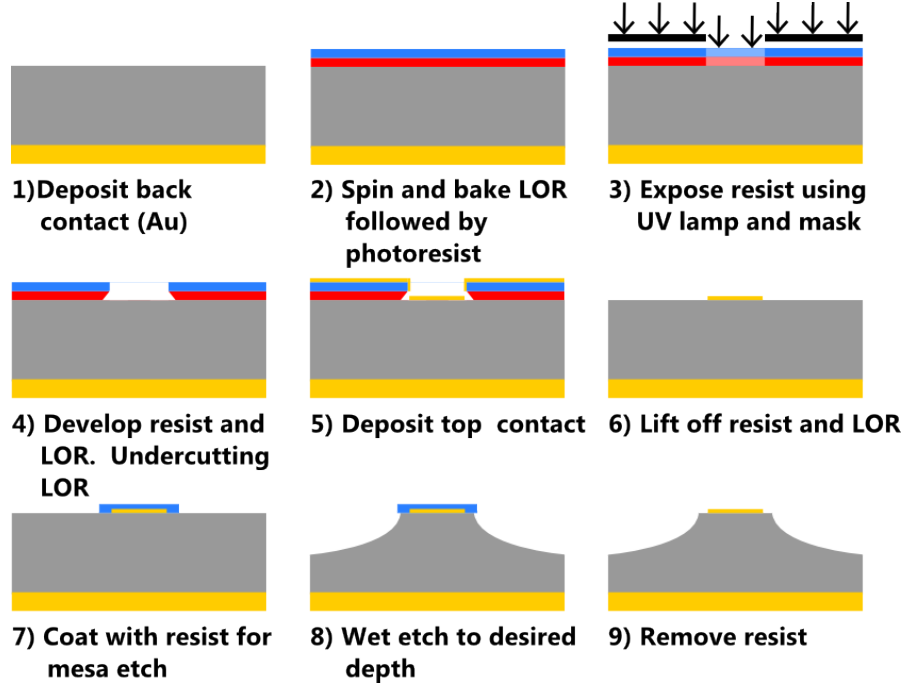 1)Deposit back
contact (Au)
2) Spin and bake LOR
followed by
photoresist
3) Expose resist using
UV lamp and mask
4) Develop resist and
LOR. Undercutting
LOR
5) Deposit top contact
6) Lift off resist and LOR
7) Coat with resist for
mesa etch
8) Wet etch to desired
depth
9) Remove resist